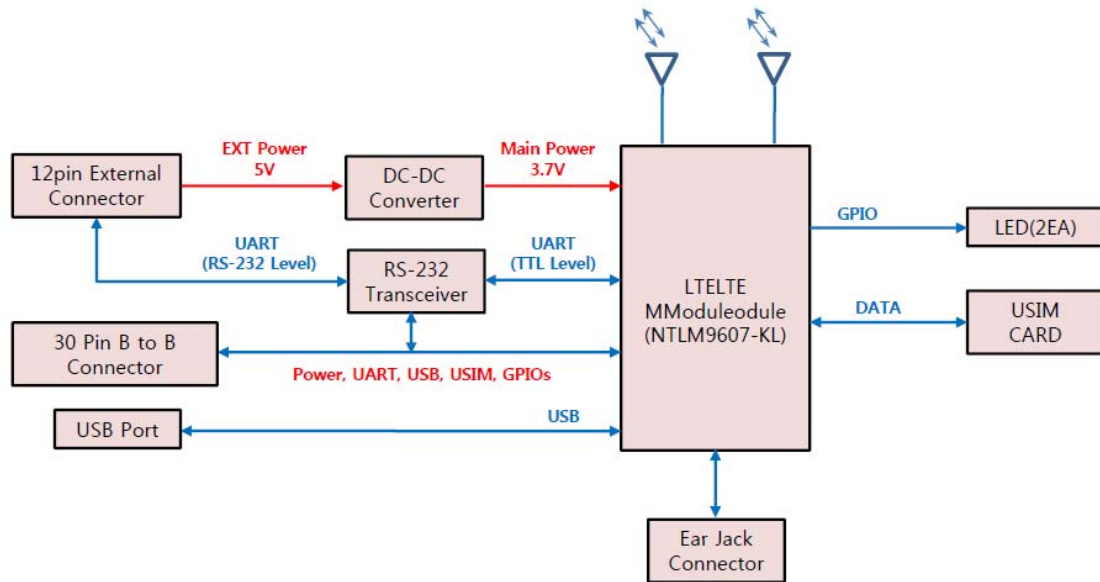 12pin External
Connector
EXT Power
5V
DC-DC
Converter
Main Power
3.7V
UART
(RS-232 Level)
RS-232
Transceiver
UART
(TTL Level)
30 Pin B to B
Connector
Power, UART, USB, USIM, GPIOs
USB Port
USB
LTELTE
MModuleodule
(NTLM9607-KL)
GPIO
LED(2EA)
DATA
USIM
CARD
Ear Jack
Connector